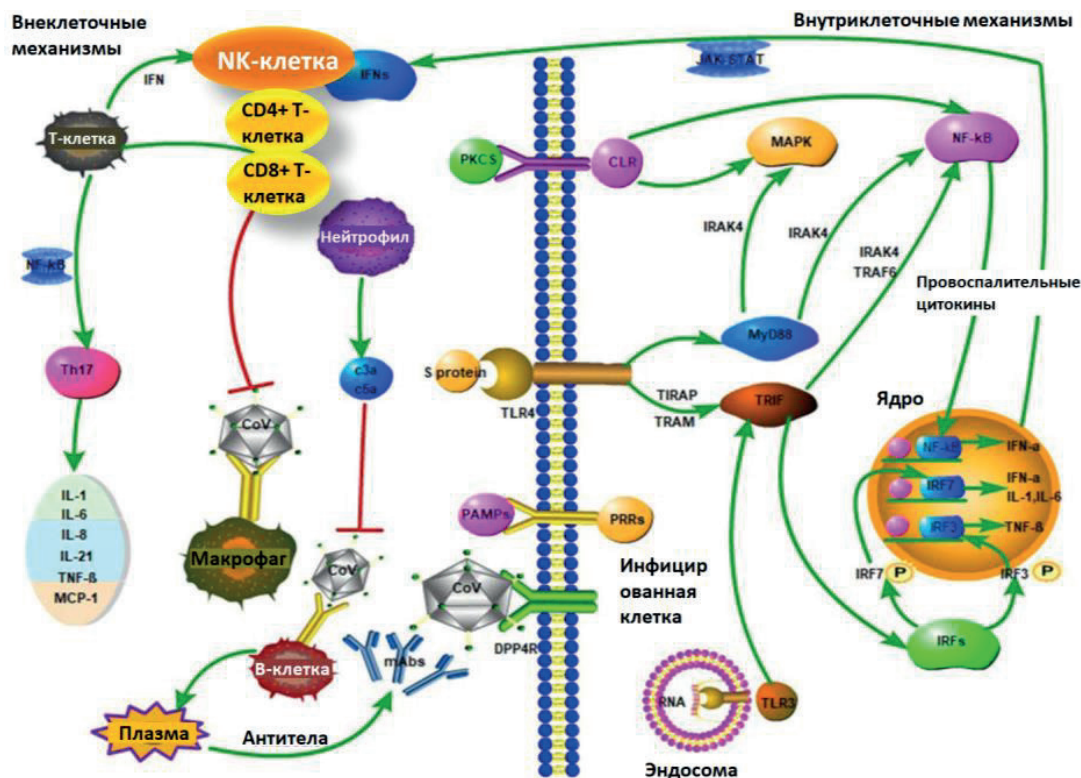 Внеклеточные
механизмы
Внутриклеточные механизмы
NK-клетка
IFNs
JAK-STAT
IFN
Т-клетка
CD4+ Т-
клетка
CD8+ Т-
клетка
PKCS
CLR
MAPK
NF-kB
Нейтрофил
IRAK4
IRAK4
IRAK4
TRAF6
NF-kB
Провоспалительные
цитокины
MyD88
Th17
c3a
c5a
S protein
TLR4
TIRAP
TRAM
TRIF
Ядро
CoV
NF-kB
IFN-a
IRF7
IFN-a
IL-1,IL-6
IRF3
TNF-ß
IL-1
IL-6
IL-8
IL-21
TNF-ß
MCP-1
PAMPs
PRRs
Макрофаг
CoV
CoV
Инфицир
ованная
клетка
IRF7
P
IRF3
P
DPP4R
IRFs
В-клетка
mAbs
RNA
TLR3
Плазма
Антитела
Эндосома